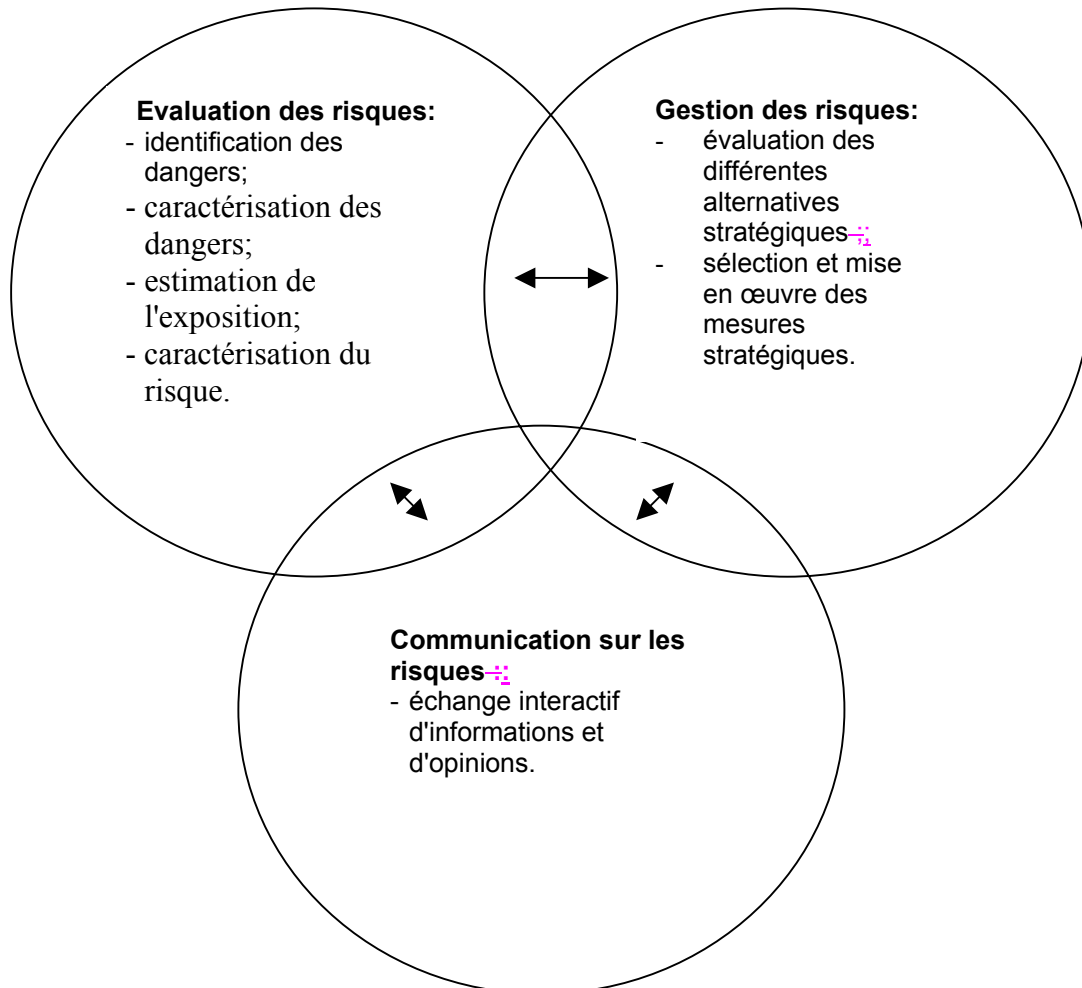 Evaluation des risques:
- identification des
dangers;
- caractérisation des
dangers;
- estimation de
l'exposition;
- caractérisation du
risque.
Gestion des risques:
- évaluation des
différentes
alternatives
stratégiques ;;
- sélection et mise
en œuvre des
mesures
stratégiques.
Communication sur les
risques ::
- échange interactif
d'informations et
d'opinions.